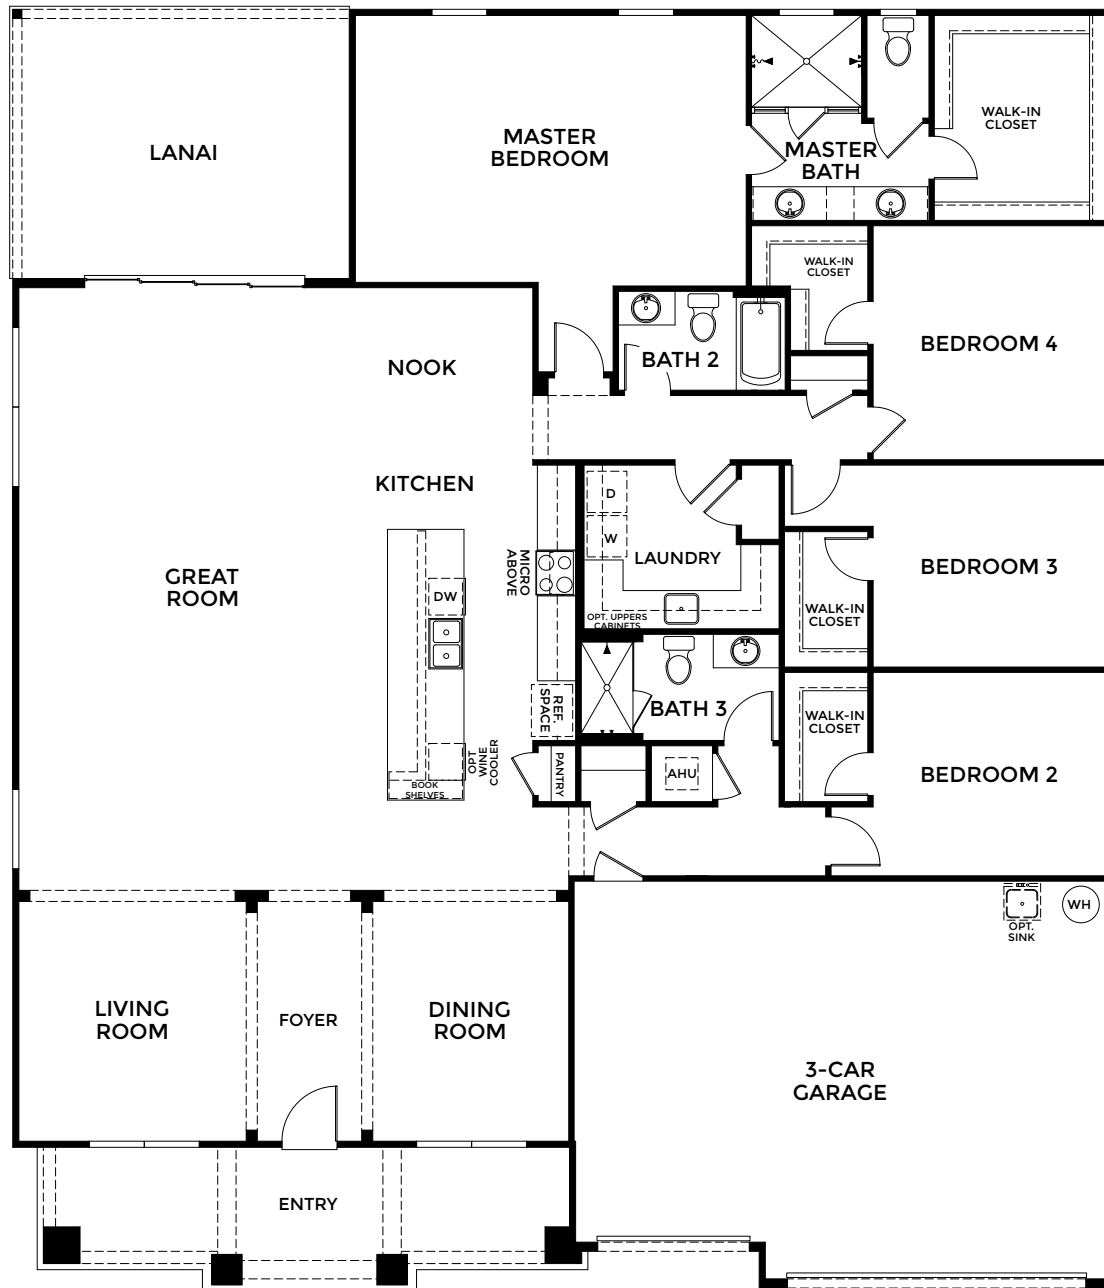 WALK-IN
CLOSET
MASTER
BEDROOM
LANAI
MASTER
BATH
WALK-IN
CLOSET
BEDROOM 4
BATH 2
NOOK
KITCHEN
D
W
LAUNDRY
MICRO
ABOVE
GREAT
ROOM
BEDROOM 3
DW
WALK-IN
CLOSET
OPT. UPPERS
CABINETS
REF.
SPACE
BATH 3
WALK-IN
CLOSET
OPT
WINE
COOLER
PANTRY
AHU
BEDROOM 2
BOOK
SHELVES
WH
OPT.
SINK
LIVING
ROOM
FOYER
DINING
ROOM
3-CAR
GARAGE
ENTRY